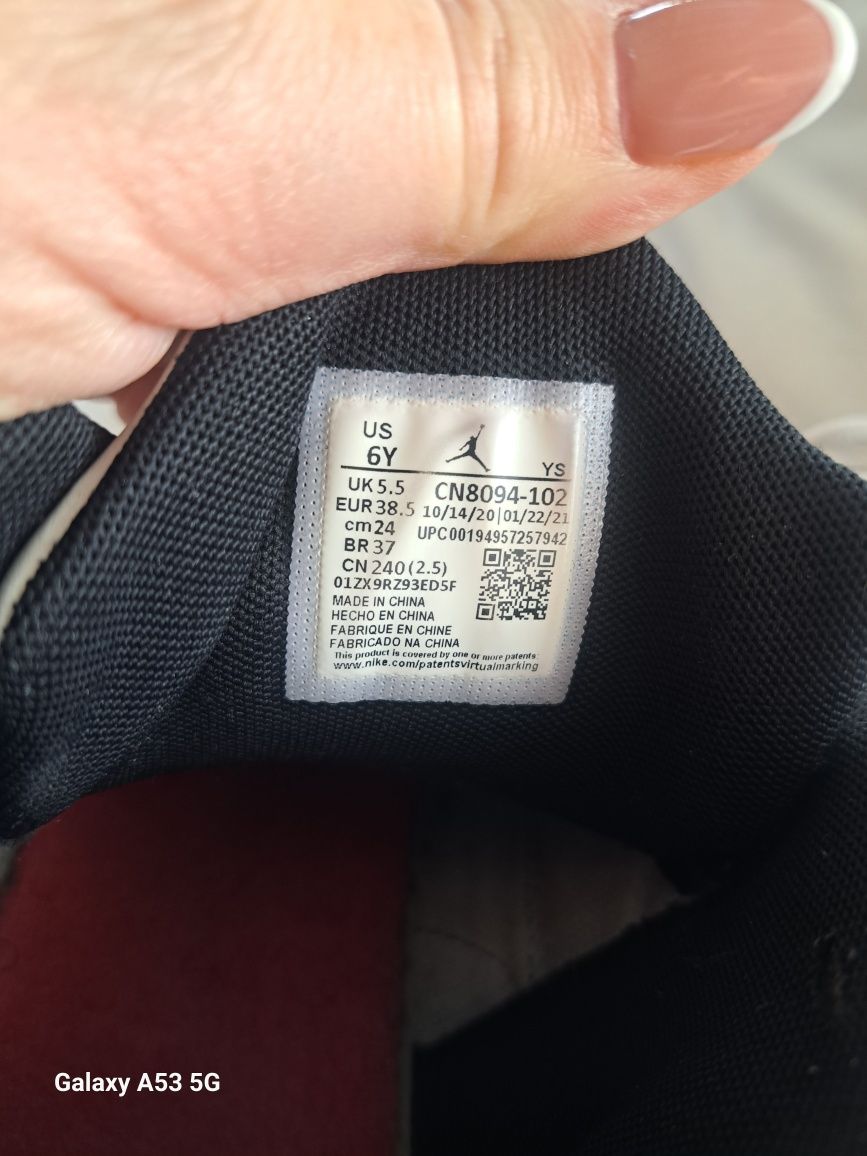 US
6Y
YS
UK 5.5
CN8094-102
EUR 38.5
10/14/20|01/22/21
cm 24
UPC00194957257942
BR 37
CN 240 (2.5)
01ZX9RZ93ED5F
MADE IN CHINA
HECHO EN CHINA
FABRIQUE EN CHINE
FABRICADO NA CHINA
This product is covered by one or more patents:
www.nike.com/patentsvirtualmarking
Galaxy A53 5G